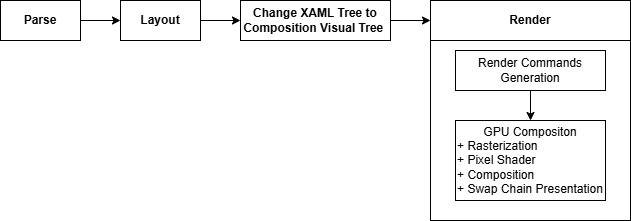 Parse
Layout
Change XAML Tree to
Composition Visual Tree
Render
Render Commands
Generation
GPU Compositon
+ Rasterization
+ Pixel Shader
+ Composition
+ Swap Chain Presentation